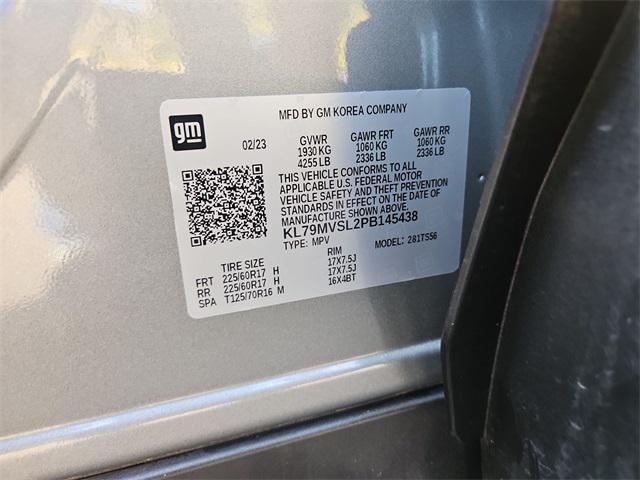 MFD BY GM KOREA COMPANY
gm
02/23 GVWR GAWR FRT GAWR RR
1930 KG 1060 KG 1060 KG
4255 LB 2336 LB 2336 LB
THIS VEHICLE CONFORMS TO ALL
APPLICABLE U.S. FEDERAL MOTOR
VEHICLE SAFETY AND THEFT PREVENTION
STANDARDS IN EFFECT ON THE DATE OF
MANUFACTURE SHOWN ABOVE.
KL79MVSL2PB145438
TYPE: MPV MODEL: 281TS56
TIRE SIZE RIM
FRT 225/60R17 H 17X7.5J
RR 225/60R17 H 17X7.5J
SPA T125/70R16 M 16X4BT